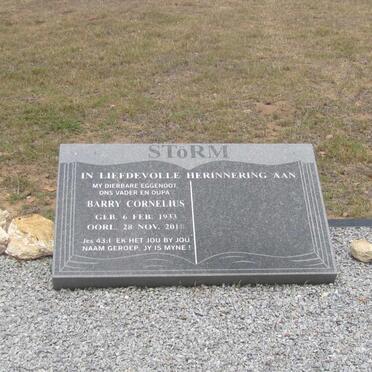 STORM
IN LIEFDEVOLLE HERINNERING AAN
MY DIERBARE EGGENOOT,
ONS VADER EN OUPA
BARRY CORNELIUS
GEB. 6 FEB. 1933
OORL. 28 NOV.
Jes 43:1 EK HET JOU BY JOU
NAAM GEROEP. JY IS MYNE !